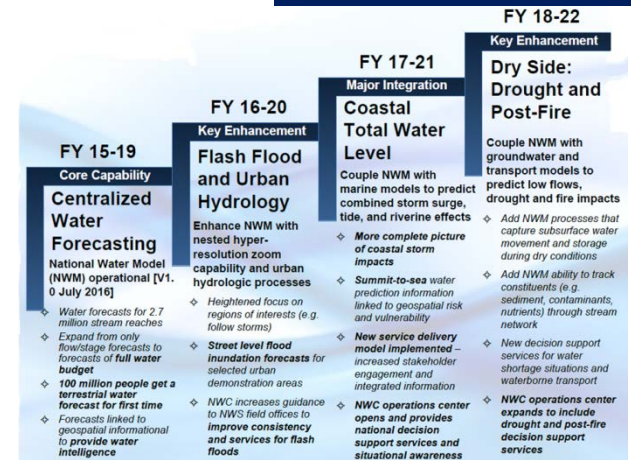 FY 15-19
Core Capability
Centralized
Water
Forecasting
National Water Model
(NWM) operational [V1.
0 July 2016]
Water forecasts for 2.7
million stream reaches
Expand from only
flow/stage forecasts to
forecasts of full water
budget
100 million people get a
terrestrial water
forecast for first time
Forecasts linked to
geospatial informational
to provide water
intelligence
FY 16-20
Key Enhancement
Flash Flood
and Urban
Hydrology
Enhance NWM with
nested hyper-
resolution zoom
capability and urban
hydrologic processes
Heightened focus on
regions of interests (e.g.
follow storms)
Street level flood
inundation forecasts for
selected urban
demonstration areas
NWC increases guidance
to NWS field offices to
improve consistency
and services for flash
floods
FY 17-21
Major Integration
Coastal
Total Water
Level
Couple NWM with
marine models to predict
combined storm surge,
tide, and riverine effects
More complete picture
of coastal storm
impacts
Summit-to-sea water
prediction information
linked to geospatial risk
and vulnerability
New service delivery
model implemented –
increased stakeholder
engagement and
integrated information
NWC operations center
opens and provides
national decision
support services and
situational awareness
FY 18-22
Key Enhancement
Dry Side:
Drought and
Post-Fire
Couple NWM with
groundwater and
transport models to
predict low flows,
drought and fire impacts
Add NWM processes that
capture subsurface water
movement and storage
during dry conditions
Add NWM ability to track
constituents (e.g.
sediment, contaminants,
nutrients) through stream
network
New decision support
services for water
shortage situations and
waterborne transport
NWC operations center
expands to include
drought and post-fire
decision support
services